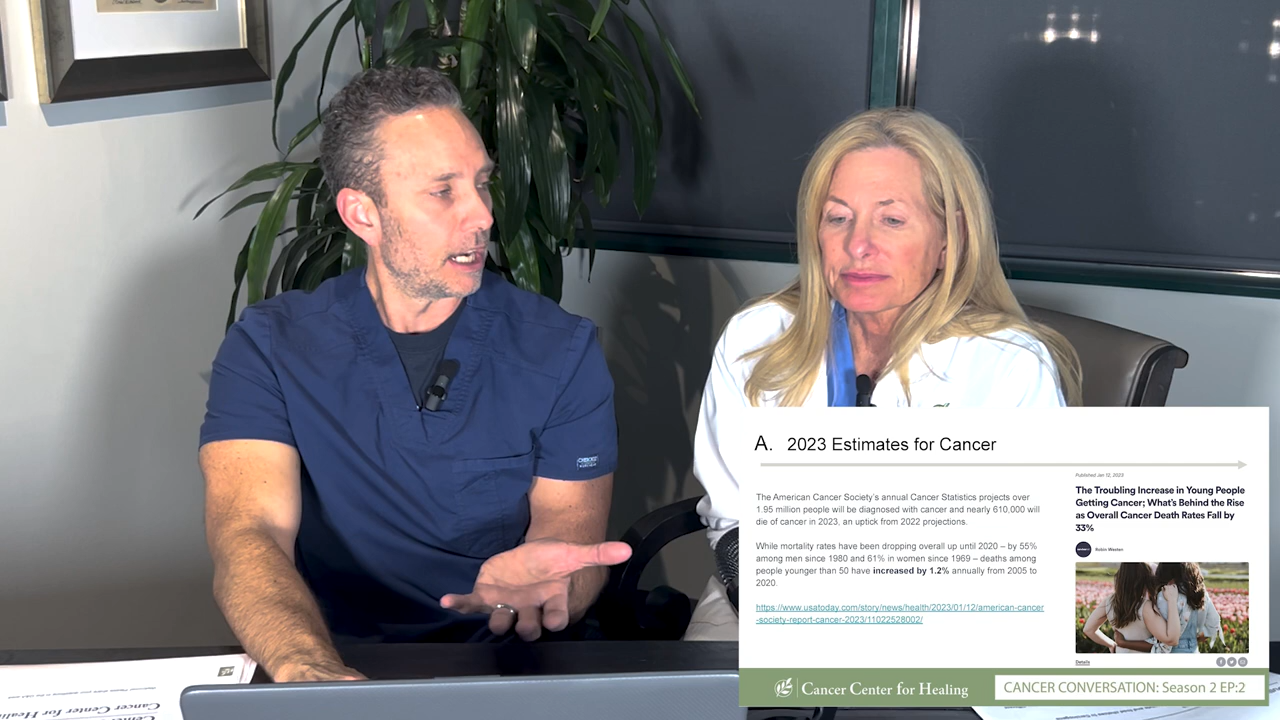 A. 2023 Estimates for Cancer
The American Cancer Society's annual Cancer Statistics projects over
1.95 million people will be diagnosed with cancer and nearly 610,000 will
die of cancer in 2023, an uptick from 2022 projections.
While mortality rates have been dropping overall up until 2020 – by 55%
among men since 1980 and 61% in women since 1969 – deaths among
people younger than 50 have increased by 1.2% annually from 2005 to
2020.
https://www.usatoday.com/story/news/health/2023/01/12/american-cancer
-society-report-cancer-2023/11022528002/
Published Jan 12, 2023
The Troubling Increase in Young People
Getting Cancer; What's Behind the Rise
as Overall Cancer Death Rates Fall by
33%
Robin Westen
Details
Cancer Center for Healing
CANCER CONVERSATION: Season 2 EP:2
Cancer Center for Healing